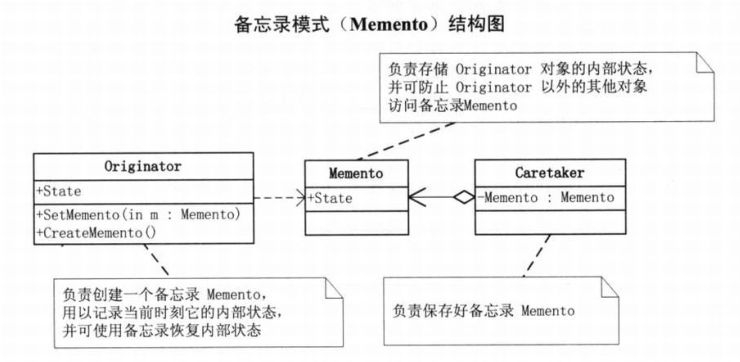 备忘录模式（Memento）结构图
负责存储 Originator 对象的内部状态，
并可防止 Originator 以外的其他对象
访问备忘录Memento
Originator
+State
+SetMemento(in m : Memento)
+CreateMemento()
Memento
+State
Caretaker
-Memento : Memento
负责创建一个备忘录 Memento，
用以记录当前时刻它的内部状态，
并可使用备忘录恢复内部状态
负责保存好备忘录 Memento